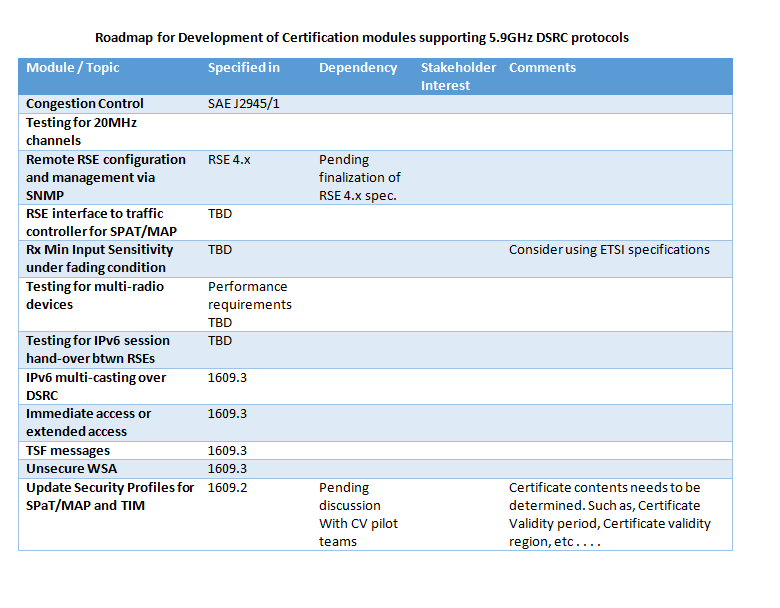 Roadmap for Development of Certification modules supporting 5.9GHz DSRC protocols
Module / Topic Specified in Dependency Stakeholder Interest Comments
Congestion Control SAE J2945/1
Testing for 20MHz
channels
Remote RSE configuration RSE 4.x Pending
and management via finalization of
SNMP RSE 4.x spec.
RSE interface to traffic TBD
controller for SPAT/MAP
Rx Min Input Sensitivity TBD Consider using ETSI specifications
under fading condition
Testing for multi-radio Performance
devices requirements
TBD
Testing for IPv6 session TBD
hand-over btwn RSEs
IPv6 multi-casting over 1609.3
DSRC
Immediate access or 1609.3
extended access
TSF messages 1609.3
Unsecure WSA 1609.3
Update Security Profiles for 1609.2 Pending Certificate contents needs to be
SPaT/MAP and TIM discussion determined. Such as, Certificate
With CV pilot Validity period, Certificate validity
teams region, etc . . . .